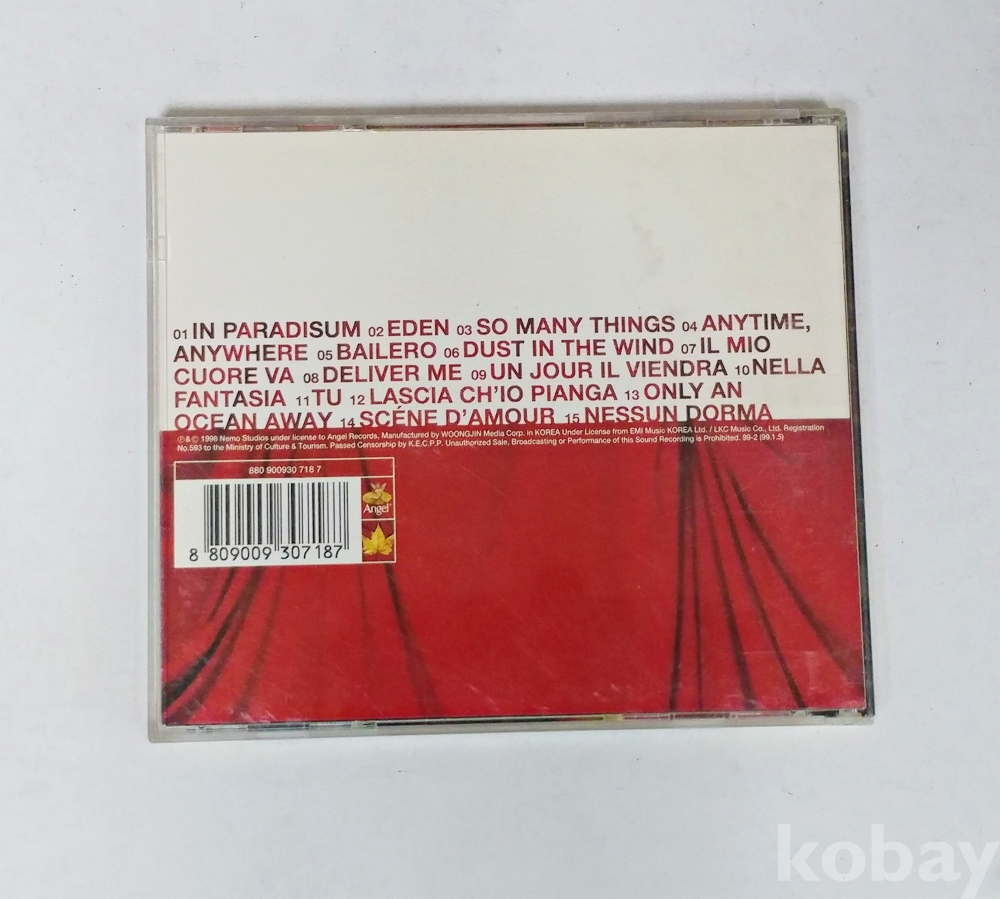 01 IN PARADISUM 02 EDEN 03 SO MANY THINGS 04 ANYTIME,
ANYWHERE 05 BAILERO 06 DUST IN THE WIND 07 IL MIO
CUORE VA 08 DELIVER ME 09 UN JOUR IL VIENDRA 10 NELLA
FANTASIA 11 TU 12 LASCIA CH'IO PIANGA 13 ONLY AN
OCEAN AWAY 14 SCÉNE D'AMOUR 15 NESSUN DORMA
℗ & © 1998 Nemo Studios under license to Angel Records, Manufactured by WOONGJIN Media Corp. in KOREA Under License from EMI Music KOREA Ltd. / LKC Music Co., Ltd. Registration
No.593 to the Ministry of Culture & Tourism. Passed Censorship by K.E.C.P.P. Unauthorized Sale, Broadcasting or Performance of this Sound Recording is Prohibited. 99-2 (99.1.5)
880 900930 718 7
Angel
8 809009 307187
kobay